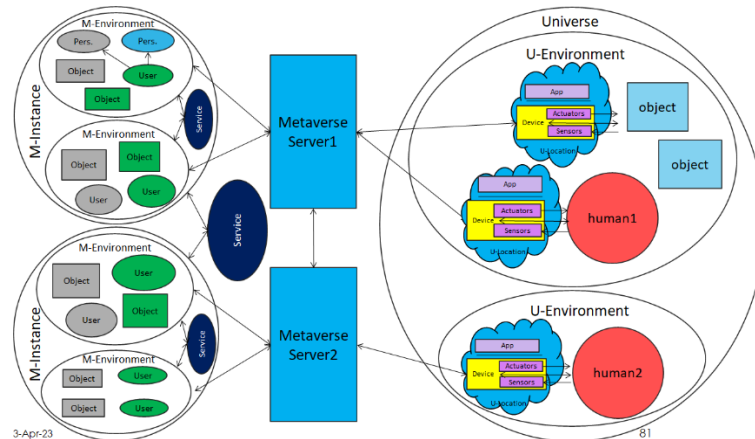 M-Instance
M-Environment
Pers.
Pers.
Object
User
Object
Service
M-Environment
Object
Object
User
User
Service
M-Instance
M-Environment
Object
User
User
Object
Service
M-Environment
Object
User
Object
User
Metaverse
Server1
Metaverse
Server2
Universe
U-Environment
App
Device
Actuators
Sensors
U-Location
object
object
App
Device
Actuators
Sensors
U-Location
human1
U-Environment
App
Device
Actuators
Sensors
U-Location
human2
3-Apr-23
81